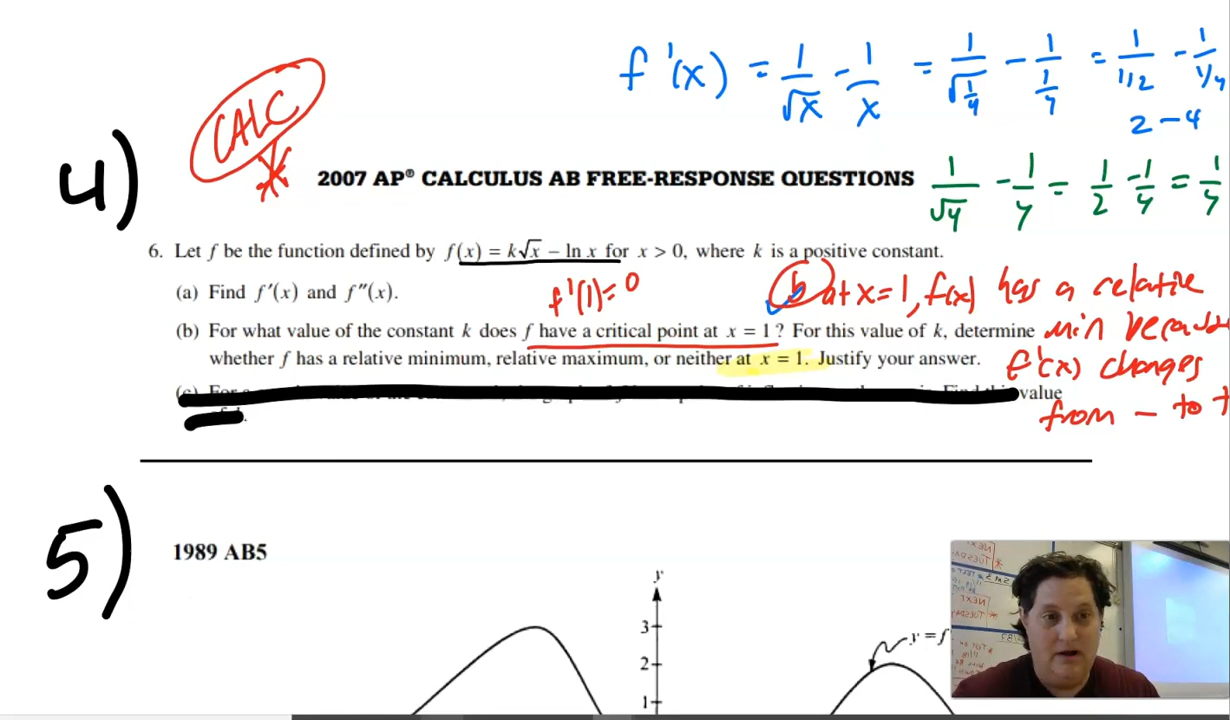 f'(x) = 1/√x - 1/x = 1/√(1/4) - 1/(1/4) = 1/(1/2) - 1/(1/4)
2 - 4
CALC
*
4)
2007 AP® CALCULUS AB FREE-RESPONSE QUESTIONS
1/√4 - 1/4 = 1/2 - 1/4 = 1/4
6. Let f be the function defined by f(x) = k√x – ln x for x > 0, where k is a positive constant.
(a) Find f′(x) and f″(x).
f'(1)=0
b at x=1, f(x) has a relative
min
f'(x) changes
from - to +
(b) For what value of the constant k does f have a critical point at x = 1? For this value of k, determine
whether f has a relative minimum, relative maximum, or neither at x = 1. Justify your answer.
(c) For
value
5)
1989 AB5
y
3
2
1
y = f